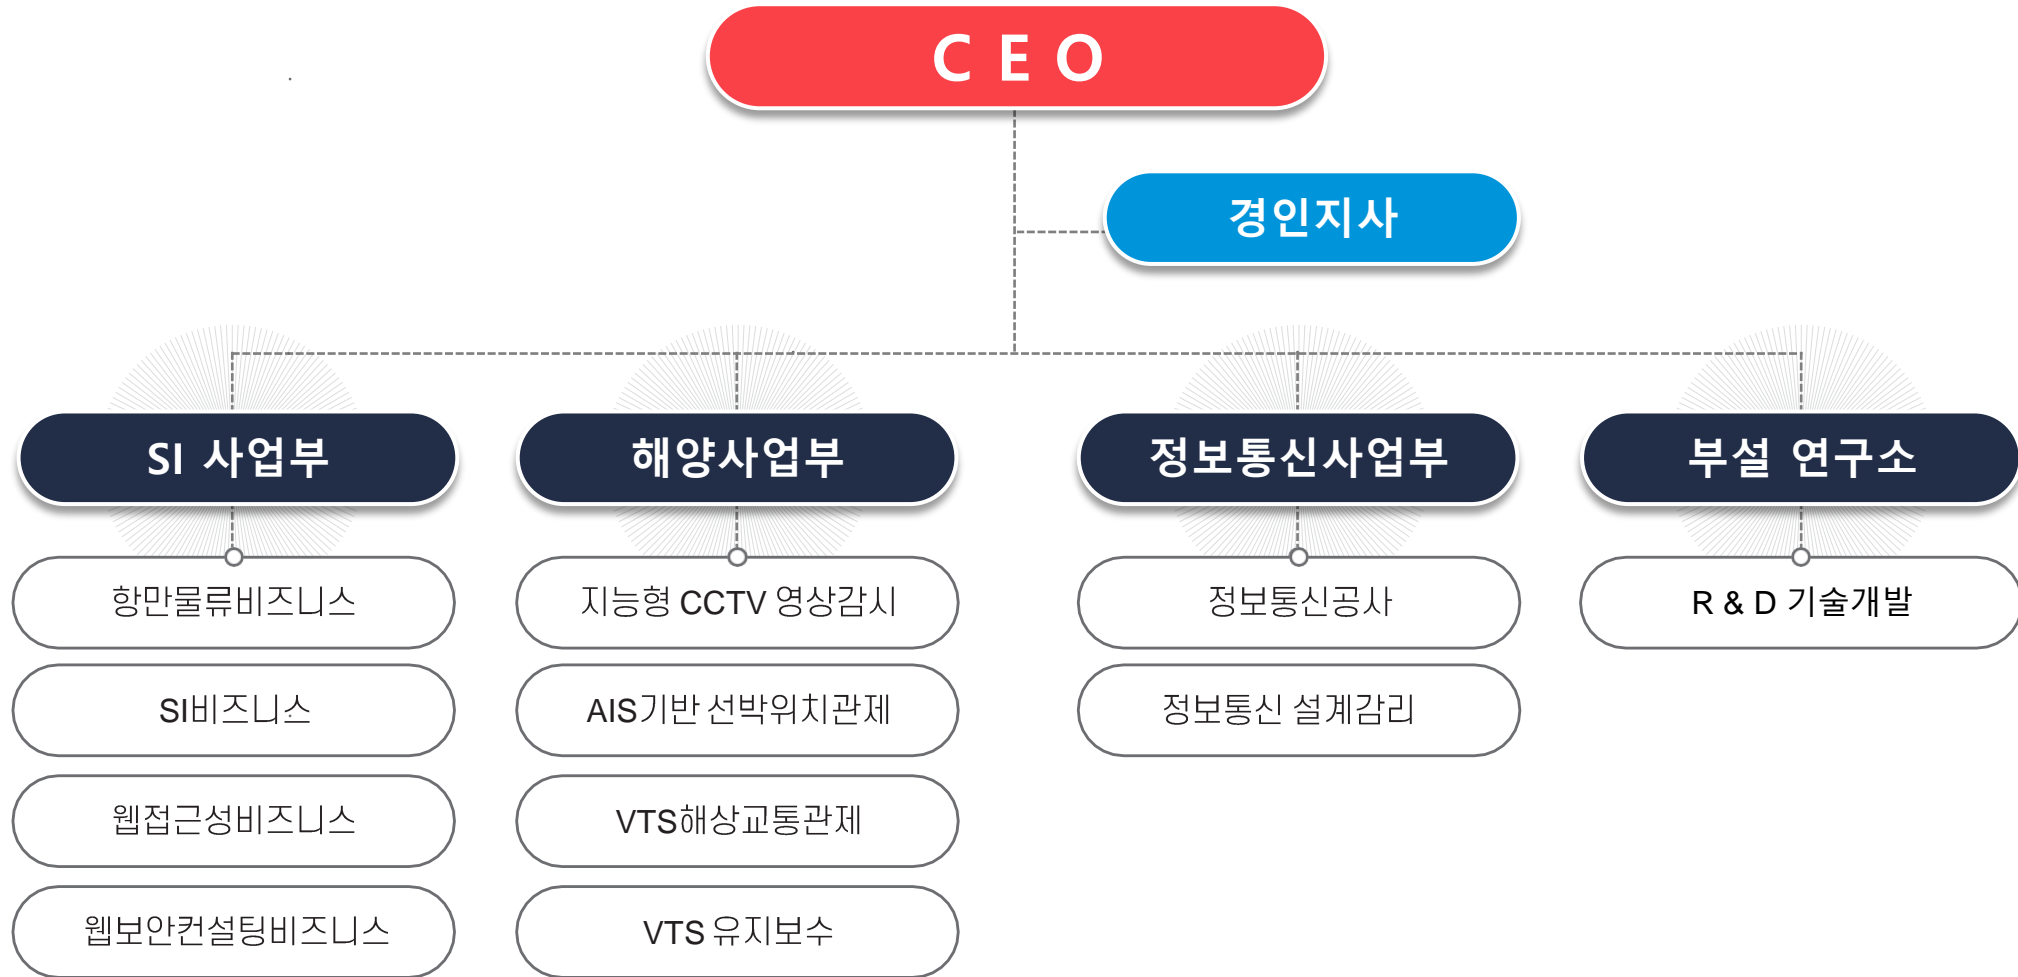 CEO
경인지사
SI 사업부
해양사업부
정보통신사업부
부설 연구소
항만물류비즈니스
지능형 CCTV 영상감시
정보통신공사
R & D 기술개발
SI비즈니스
AIS기반 선박위치관제
정보통신 설계감리
웹접근성비즈니스
VTS해상교통관제
웹보안컨설팅비즈니스
VTS 유지보수